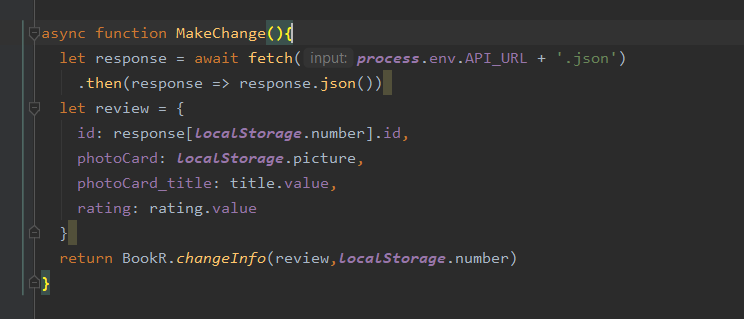 async function MakeChange(){
let response = await fetch( input: process.env.API_URL + '.json')
.then(response => response.json())
let review = {
id: response[localStorage.number].id,
photoCard: localStorage.picture,
photoCard_title: title.value,
rating: rating.value
}
return BookR.changeInfo(review,localStorage.number)
}